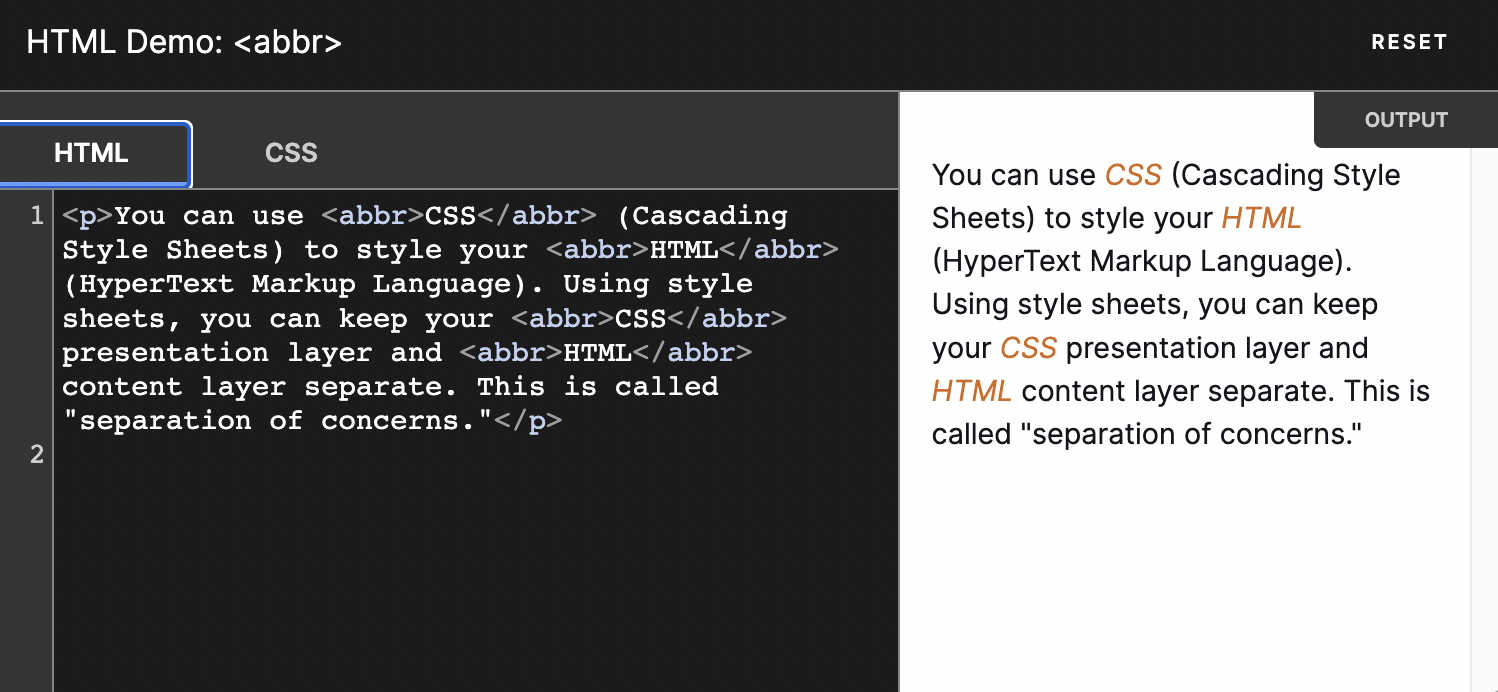 HTML Demo: <abbr>
RESET
HTML
CSS
1
<p>You can use <abbr>CSS</abbr> (Cascading
Style Sheets) to style your <abbr>HTML</abbr>
(HyperText Markup Language). Using style
sheets, you can keep your <abbr>CSS</abbr>
presentation layer and <abbr>HTML</abbr>
content layer separate. This is called
"separation of concerns."</p>
2
OUTPUT
You can use CSS (Cascading Style
Sheets) to style your HTML
(HyperText Markup Language).
Using style sheets, you can keep
your CSS presentation layer and
HTML content layer separate. This is
called "separation of concerns."